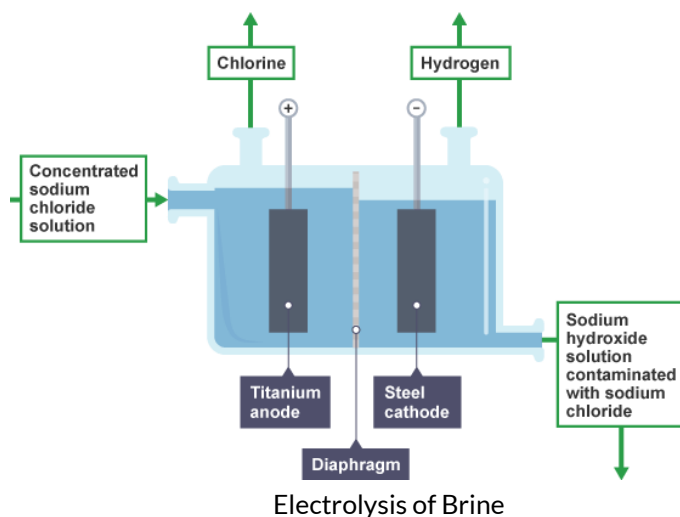 Chlorine
Hydrogen
+
−
Concentrated
sodium
chloride
solution
Titanium
anode
Steel
cathode
Diaphragm
Sodium
hydroxide
solution
contaminated
with sodium
chloride
Electrolysis of Brine